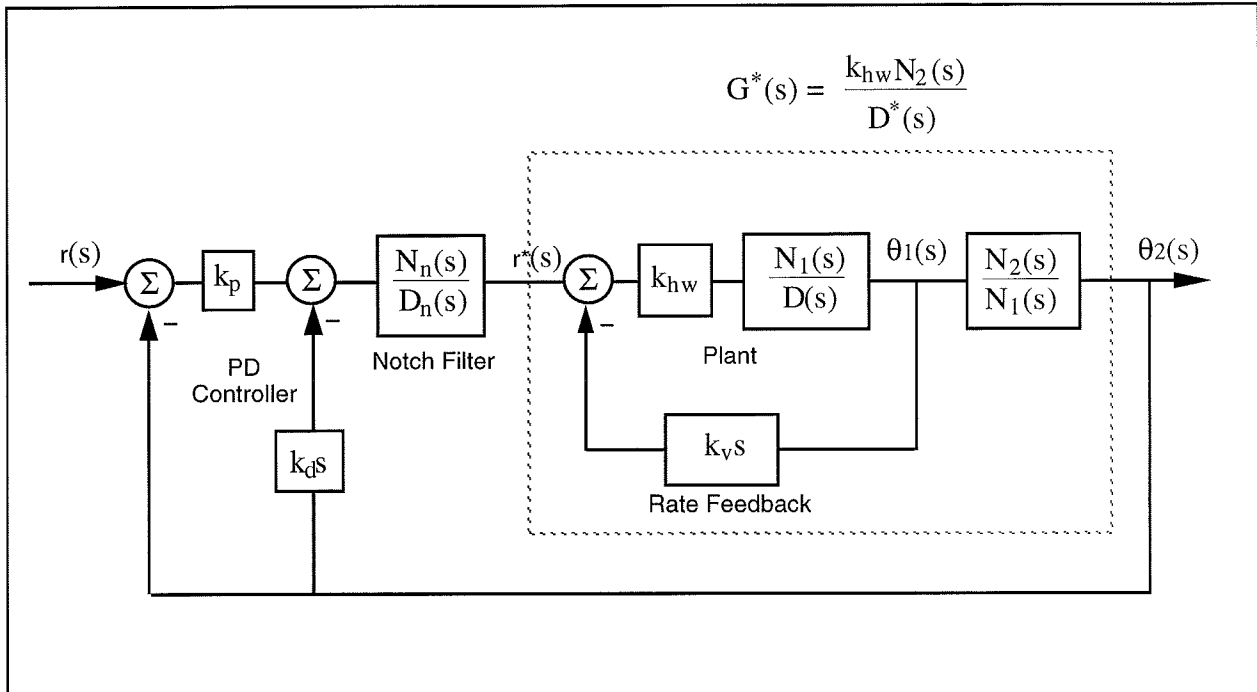 G*(s) = k_hw N_2(s)
D*(s)
r(s)
Σ
–
k_p
Σ
–
N_n(s)
D_n(s)
r*(s)
Σ
–
k_hw
N_1(s)
D(s)
θ1(s)
N_2(s)
N_1(s)
θ2(s)
PD
Controller
Notch Filter
Plant
k_d s
k_v s
Rate Feedback